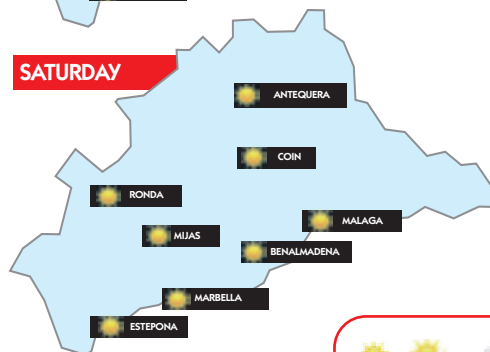 SATURDAY
ANTEQUERA
COIN
RONDA
MALAGA
MIJAS
BENALMADENA
MARBELLA
ESTEPONA